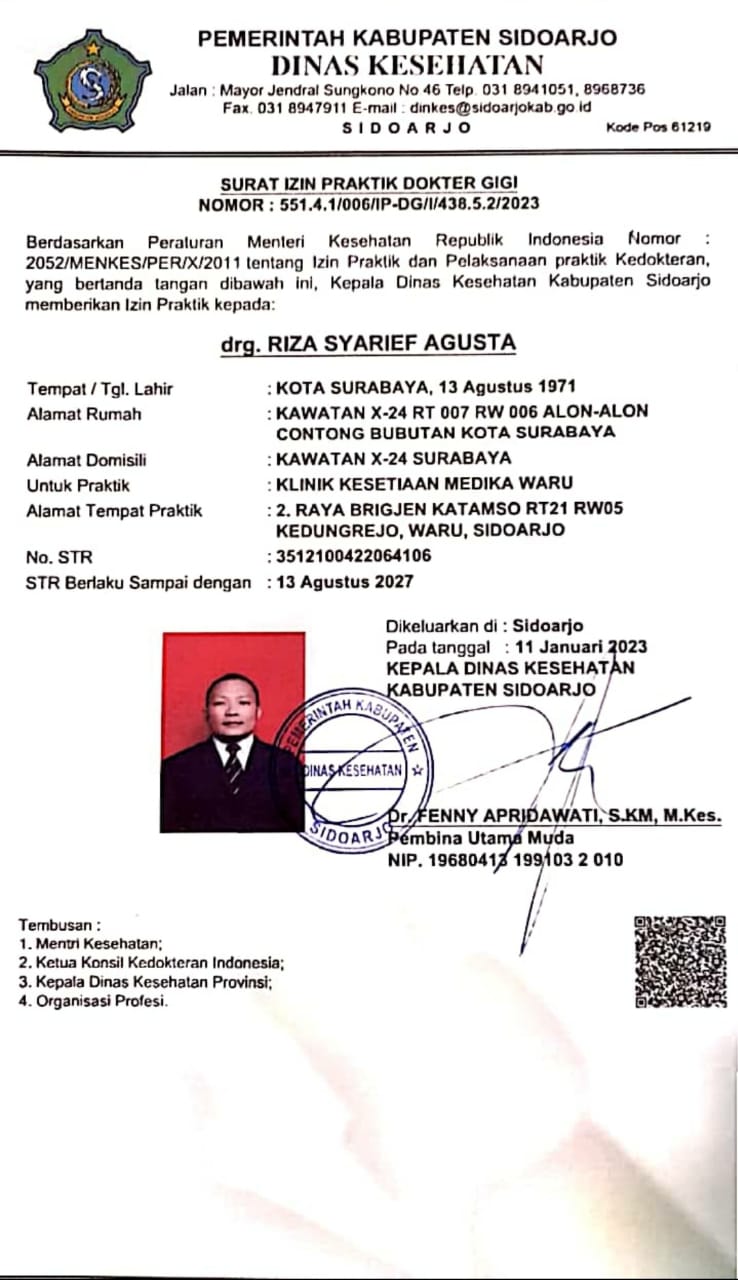 PEMERINTAH KABUPATEN SIDOARJO
DINAS KESEHATAN
Jalan : Mayor Jendral Sungkono No 46 Telp. 031 8941051, 8968736
Fax. 031 8947911 E-mail : dinkes@sidoarjokab.go.id
SIDOARJO
Kode Pos 61219
SURAT IZIN PRAKTIK DOKTER GIGI
NOMOR : 551.4.1/006/IP-DG/I/438.5.2/2023
Berdasarkan Peraturan Menteri Kesehatan Republik Indonesia Nomor :
2052/MENKES/PER/X/2011 tentang Izin Praktik dan Pelaksanaan praktik Kedokteran,
yang bertanda tangan dibawah ini, Kepala Dinas Kesehatan Kabupaten Sidoarjo
memberikan Izin Praktik kepada:
drg. RIZA SYARIEF AGUSTA
Tempat / Tgl. Lahir : KOTA SURABAYA, 13 Agustus 1971
Alamat Rumah : KAWATAN X-24 RT 007 RW 006 ALON-ALON
CONTONG BUBUTAN KOTA SURABAYA
Alamat Domisili : KAWATAN X-24 SURABAYA
Untuk Praktik : KLINIK KESETIAAN MEDIKA WARU
Alamat Tempat Praktik : 2. RAYA BRIGJEN KATAMSO RT21 RW05
KEDUNGREJO, WARU, SIDOARJO
No. STR : 3512100422064106
STR Berlaku Sampai dengan : 13 Agustus 2027
Dikeluarkan di : Sidoarjo
Pada tanggal : 11 Januari 2023
KEPALA DINAS KESEHATAN
KABUPATEN SIDOARJO
PEMERINTAH KABUPATEN
DINAS KESEHATAN
SIDOARJO
Dr. FENNY APRIDAWATI, S.KM, M.Kes.
Pembina Utama Muda
NIP. 19680413 199103 2 010
Tembusan :
1. Mentri Kesehatan;
2. Ketua Konsil Kedokteran Indonesia;
3. Kepala Dinas Kesehatan Provinsi;
4. Organisasi Profesi.